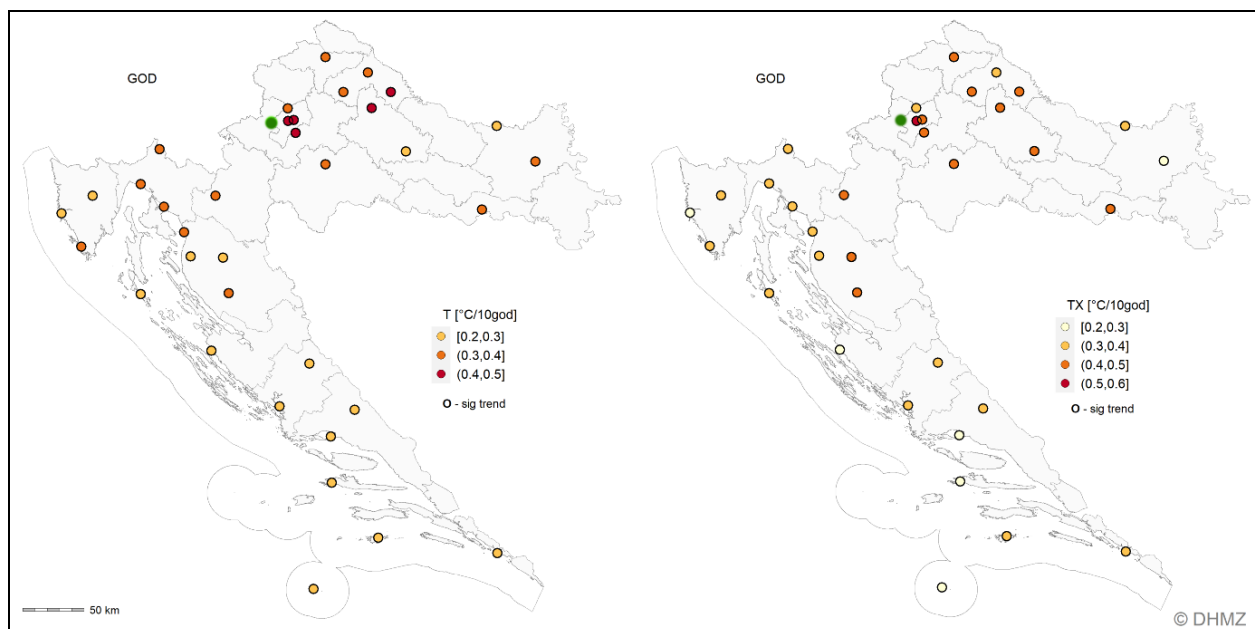 GOD
T [°C/10god]
[0.2,0.3]
(0.3,0.4]
(0.4,0.5]
O - sig trend
50 km
GOD
TX [°C/10god]
[0.2,0.3]
(0.3,0.4]
(0.4,0.5]
(0.5,0.6]
O - sig trend
© DHMZ